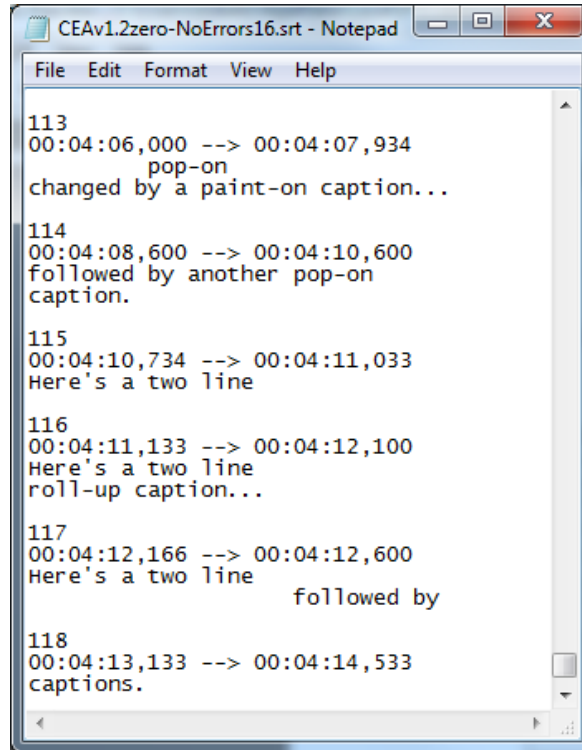 CEAv1.2zero-NoErrors16.srt - Notepad
File Edit Format View Help
113
00:04:06,000 --> 00:04:07,934
pop-on
changed by a paint-on caption...
114
00:04:08,600 --> 00:04:10,600
followed by another pop-on
caption.
115
00:04:10,734 --> 00:04:11,033
Here's a two line
116
00:04:11,133 --> 00:04:12,100
Here's a two line
roll-up caption...
117
00:04:12,166 --> 00:04:12,600
Here's a two line
followed by
118
00:04:13,133 --> 00:04:14,533
captions.